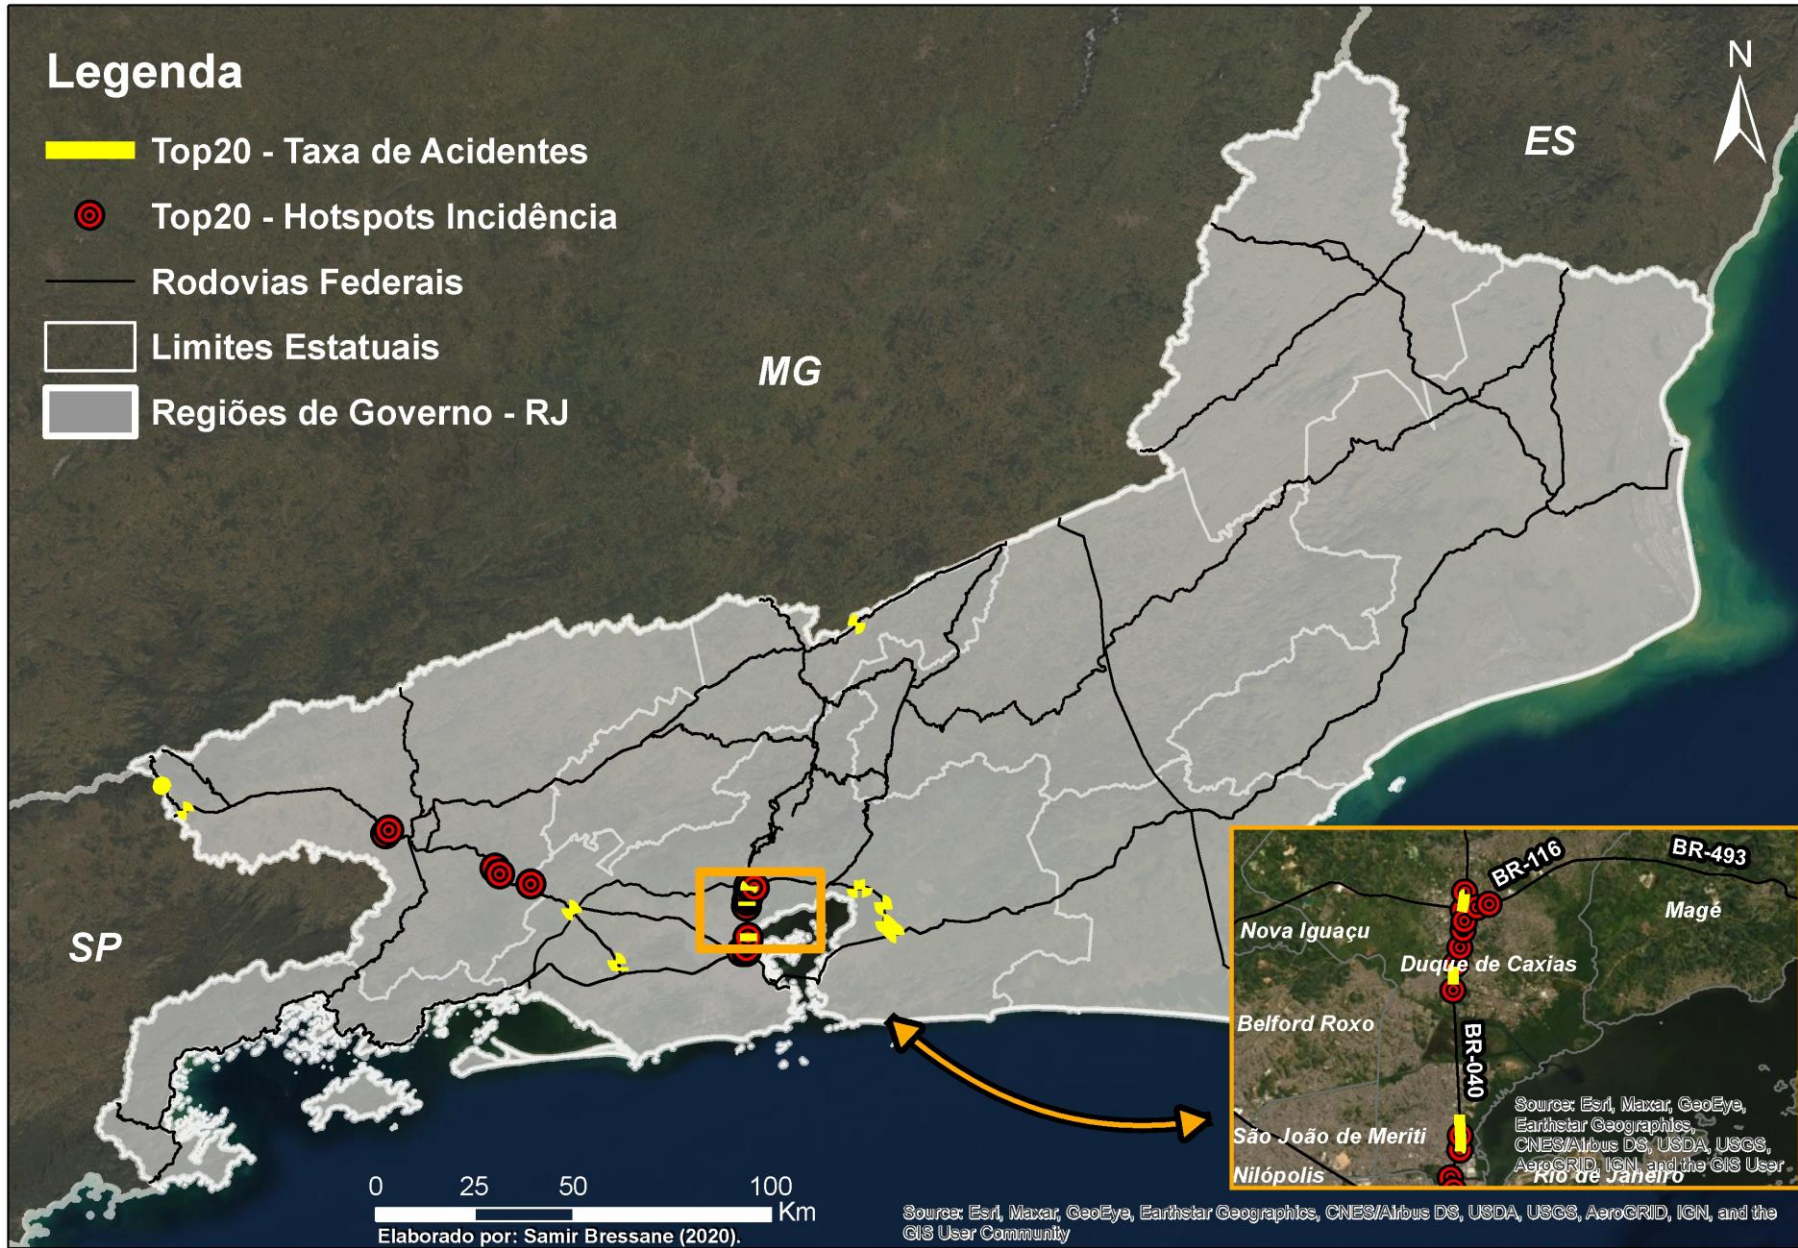 Legenda
Top20 - Taxa de Acidentes
Top20 - Hotspots Incidência
Rodovias Federais
Limites Estatuais
Regiões de Governo - RJ
N
ES
MG
SP
BR-116
BR-493
Nova Iguaçu
Magé
Duque de Caxias
Belford Roxo
BR-040
São João de Meriti
Nilópolis
Rio de Janeiro
Source: Esri, Maxar, GeoEye,
Earthstar Geographics,
CNES/Airbus DS, USDA, USGS,
AeroGRID, IGN, and the GIS User
0 25 50 100
Km
Elaborado por: Samir Bressane (2020).
Source: Esri, Maxar, GeoEye, Earthstar Geographics, CNES/Airbus DS, USDA, USGS, AeroGRID, IGN, and the
GIS User Community